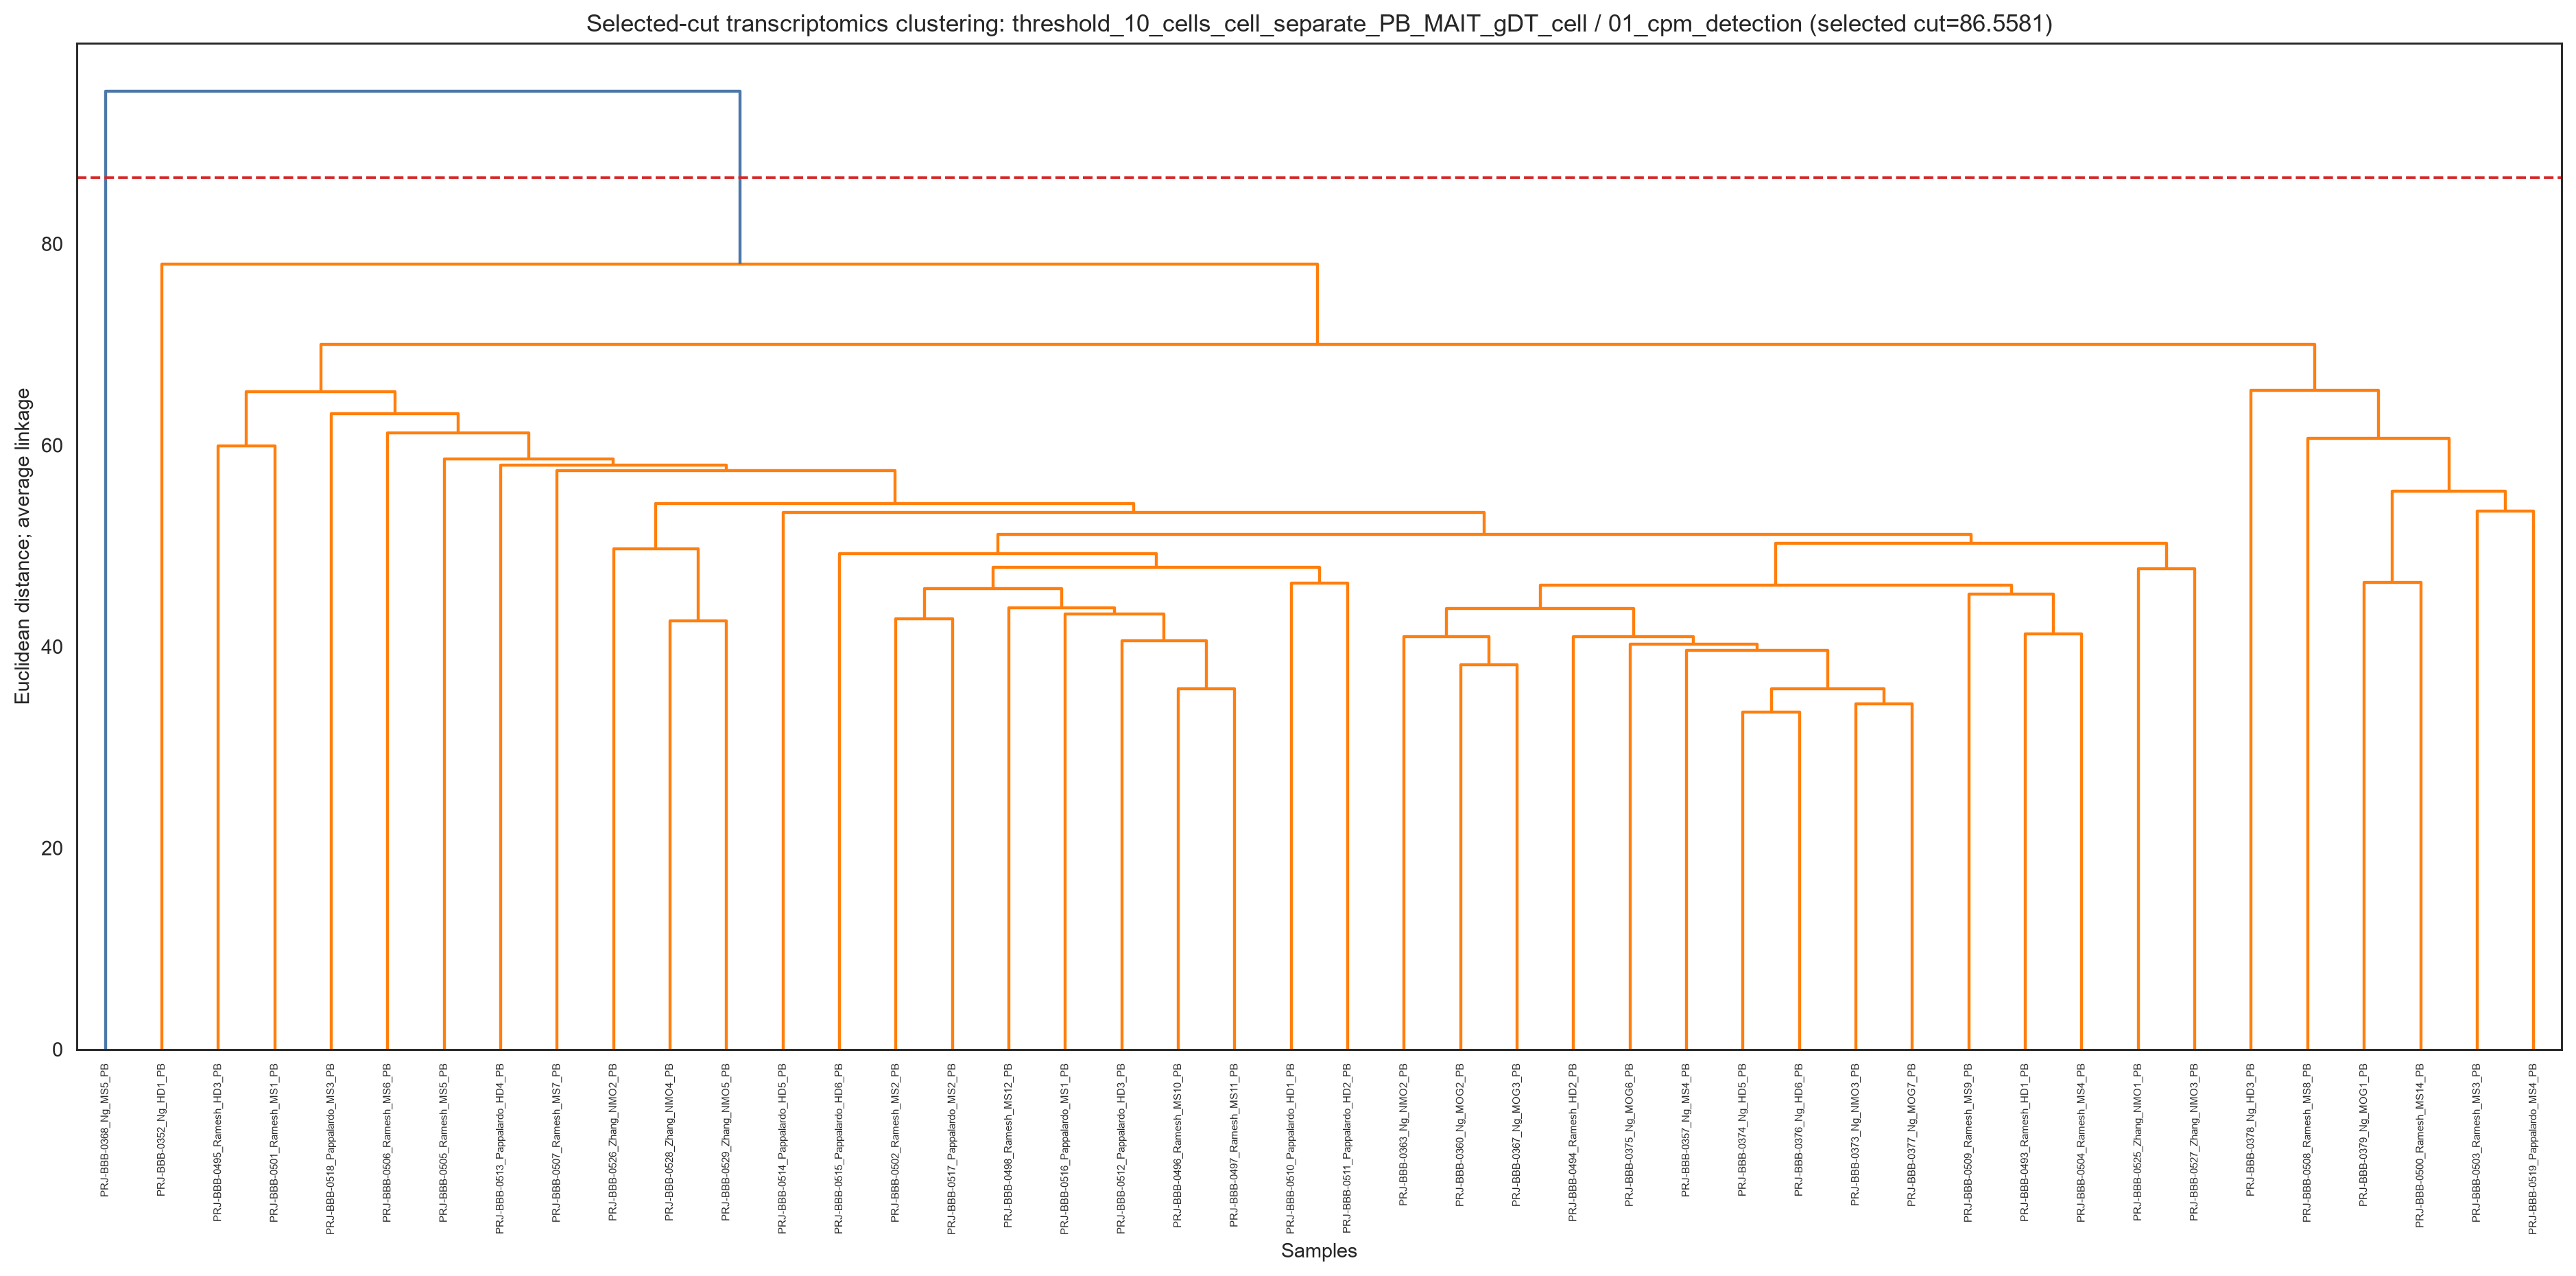 Selected-cut transcriptomics clustering: threshold_10_cells_cell_separate_PB_MAIT_gDT_cell / 01_cpm_detection (selected cut=86.5581)
Euclidean distance; average linkage
80
60
40
20
0
PRJ-BBB-0368_Ng_MS5_PB
PRJ-BBB-0352_Ng_HD1_PB
PRJ-BBB-0495_Ramesh_HD3_PB
PRJ-BBB-0501_Ramesh_MS1_PB
PRJ-BBB-0518_Pappalardo_MS3_PB
PRJ-BBB-0506_Ramesh_MS6_PB
PRJ-BBB-0505_Ramesh_MS5_PB
PRJ-BBB-0513_Pappalardo_HD4_PB
PRJ-BBB-0507_Ramesh_MS7_PB
PRJ-BBB-0526_Zhang_NMO2_PB
PRJ-BBB-0528_Zhang_NMO4_PB
PRJ-BBB-0529_Zhang_NMO5_PB
PRJ-BBB-0514_Pappalardo_HD5_PB
PRJ-BBB-0515_Pappalardo_HD6_PB
PRJ-BBB-0502_Ramesh_MS2_PB
PRJ-BBB-0517_Pappalardo_MS2_PB
PRJ-BBB-0498_Ramesh_MS12_PB
PRJ-BBB-0516_Pappalardo_MS1_PB
PRJ-BBB-0512_Pappalardo_HD3_PB
PRJ-BBB-0496_Ramesh_MS10_PB
PRJ-BBB-0497_Ramesh_MS11_PB
PRJ-BBB-0510_Pappalardo_HD1_PB
PRJ-BBB-0511_Pappalardo_HD2_PB
PRJ-BBB-0363_Ng_NMO2_PB
PRJ-BBB-0360_Ng_MOG2_PB
PRJ-BBB-0367_Ng_MOG3_PB
PRJ-BBB-0494_Ramesh_HD2_PB
PRJ-BBB-0375_Ng_MOG6_PB
PRJ-BBB-0357_Ng_MS4_PB
PRJ-BBB-0374_Ng_HD5_PB
PRJ-BBB-0376_Ng_HD6_PB
PRJ-BBB-0373_Ng_NMO3_PB
PRJ-BBB-0377_Ng_MOG7_PB
PRJ-BBB-0509_Ramesh_MS9_PB
PRJ-BBB-0493_Ramesh_HD1_PB
PRJ-BBB-0504_Ramesh_MS4_PB
PRJ-BBB-0525_Zhang_NMO1_PB
PRJ-BBB-0527_Zhang_NMO3_PB
PRJ-BBB-0378_Ng_HD3_PB
PRJ-BBB-0508_Ramesh_MS8_PB
PRJ-BBB-0379_Ng_MOG1_PB
PRJ-BBB-0500_Ramesh_MS14_PB
PRJ-BBB-0503_Ramesh_MS3_PB
PRJ-BBB-0519_Pappalardo_MS4_PB
Samples